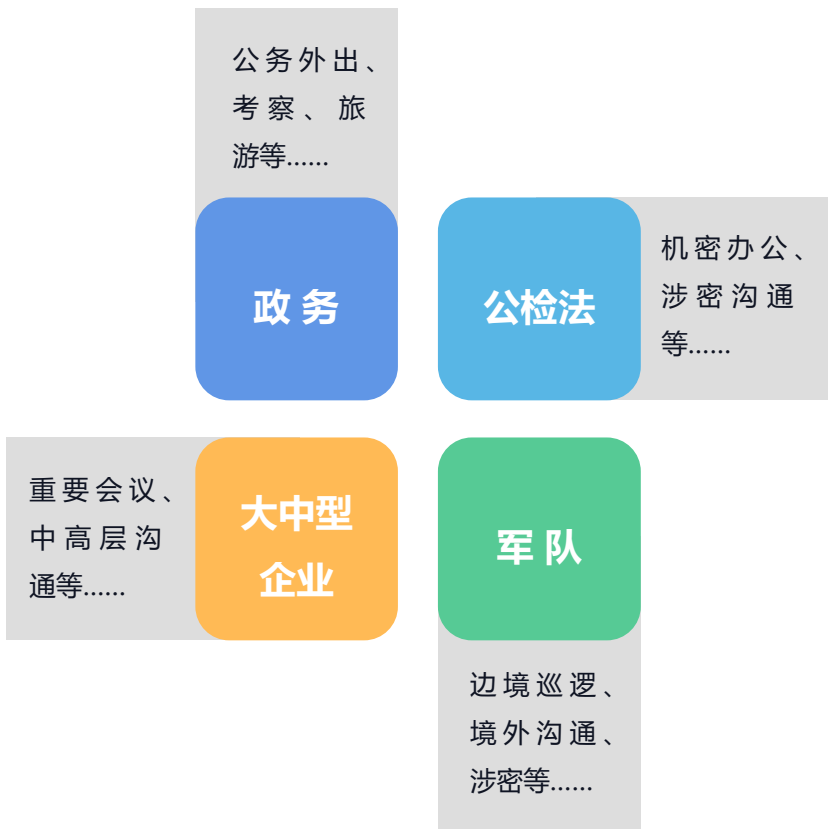 公务外出、
考察、旅
游等......
政务
公检法
机密办公、
涉密沟通
等......
重要会议、
中高层沟
通等......
大中型
企业
军队
边境巡逻、
境外沟通、
涉密等......